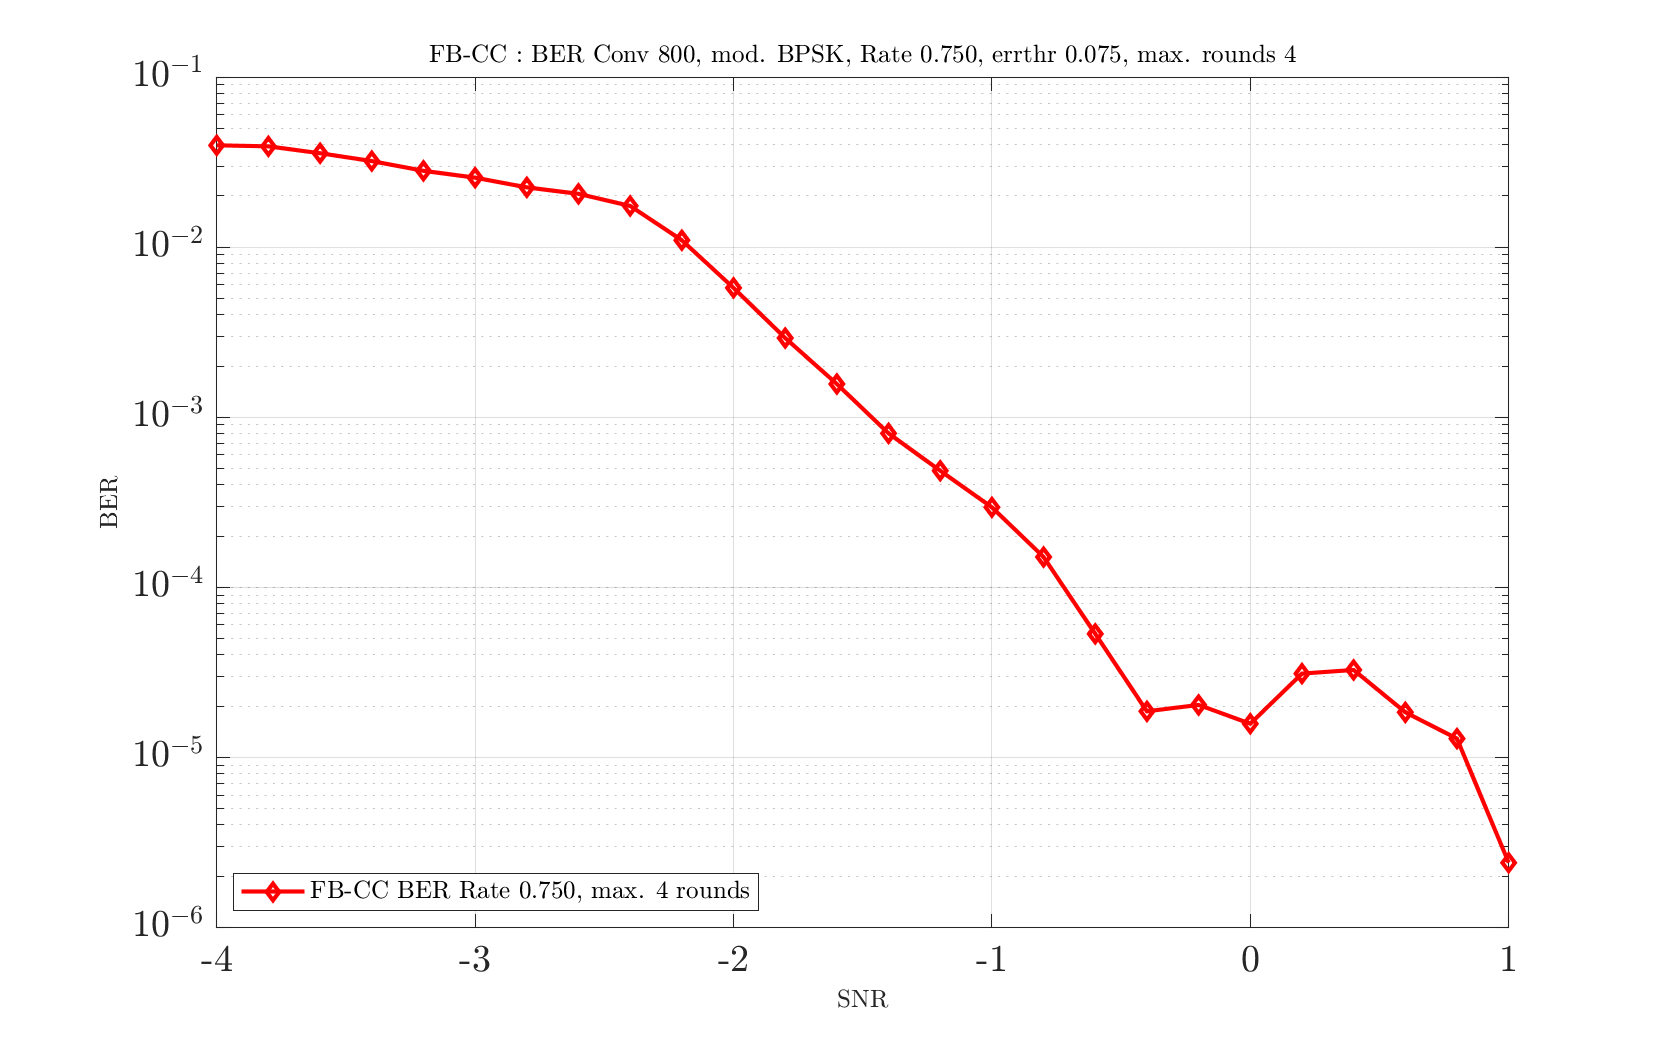 FB-CC : BER Conv 800, mod. BPSK, Rate 0.750, errthr 0.075, max. rounds 4
10⁻¹
10⁻²
10⁻³
10⁻⁴
10⁻⁵
10⁻⁶
BER
FB-CC BER Rate 0.750, max. 4 rounds
-4 -3 -2 -1 0 1
SNR